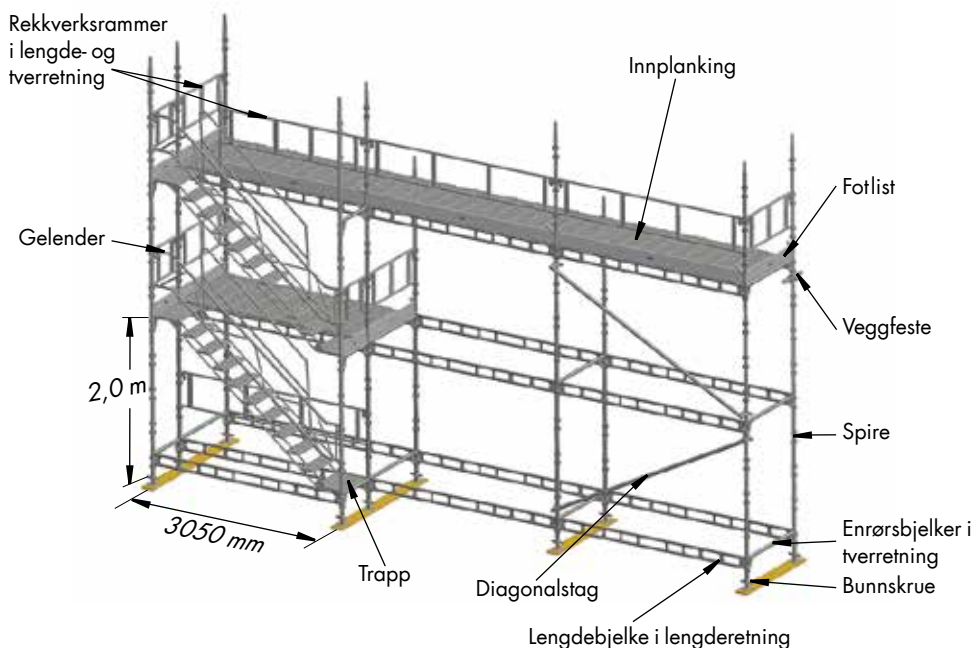 Rekkverksrammer
i lengde- og
tverretning
Innplanking
Fotlist
Gelender
Veggfeste
2,0 m
Spire
3050 mm
Trapp
Enrørsbjelker i
tverretning
Diagonalstag
Bunnskrue
Lengdebjelke i lengderetning